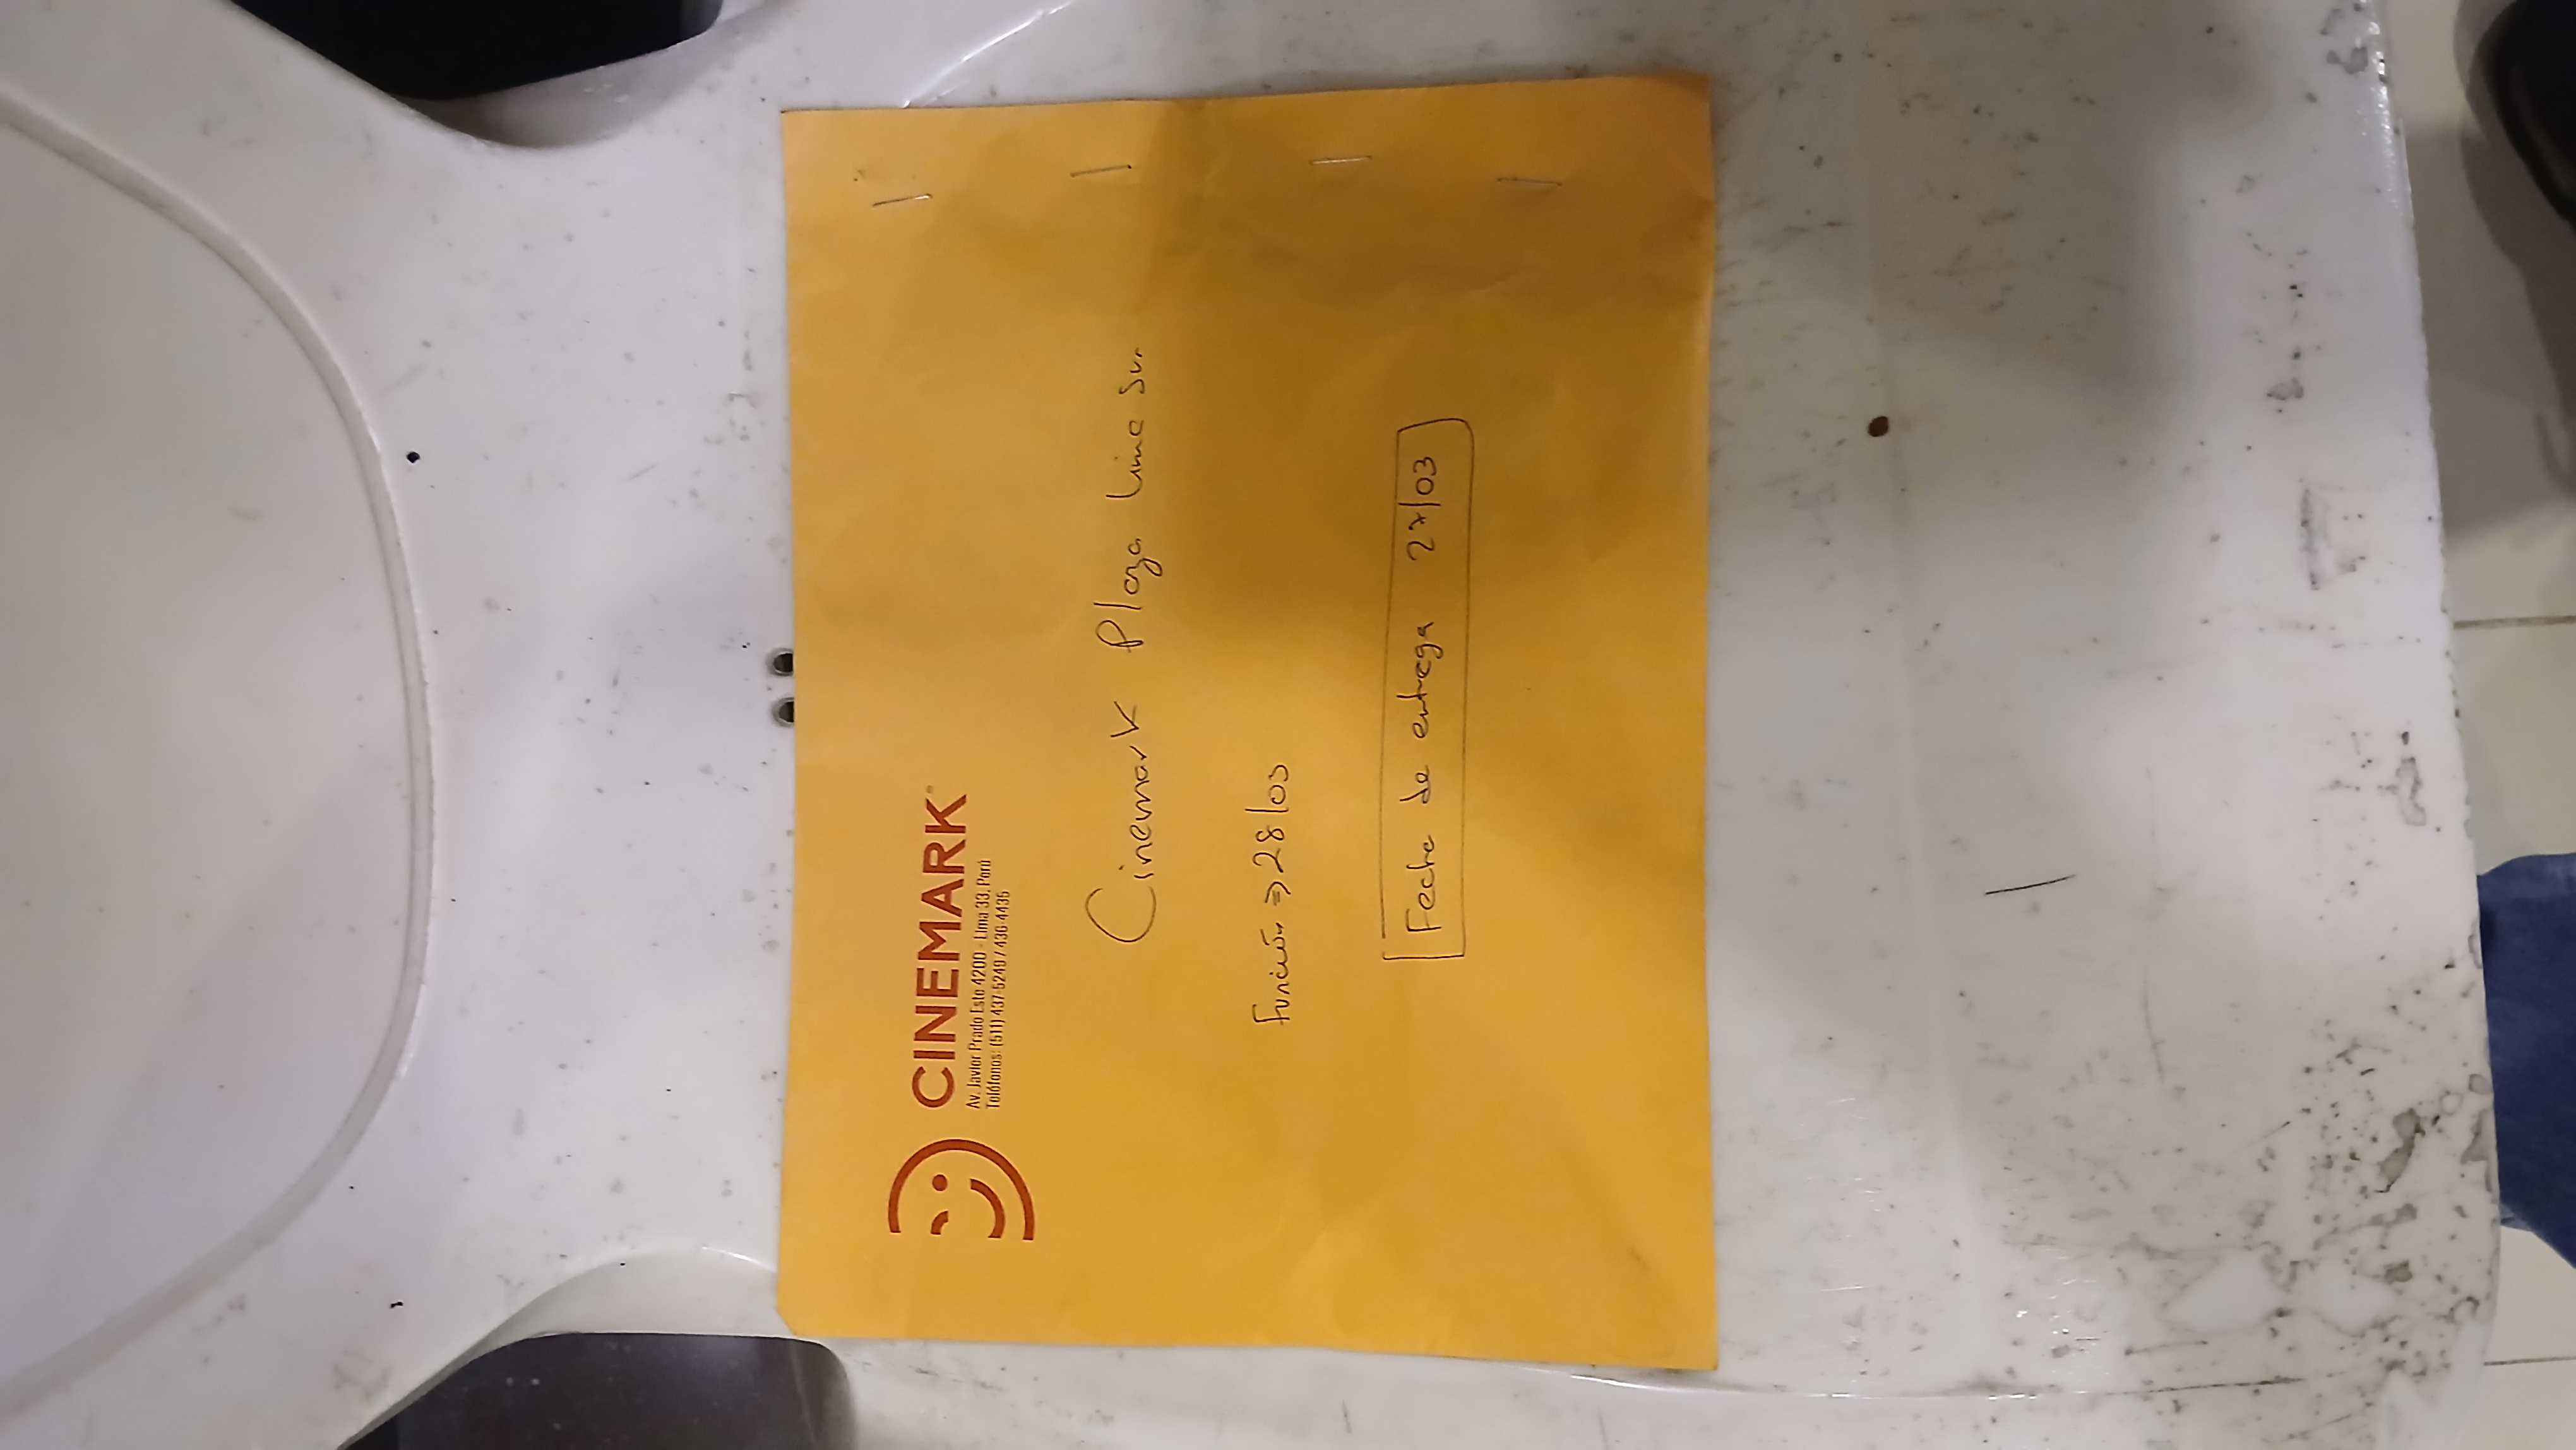 CINEMARK
Av. Javier Prado Este 4200 - Lima 33, Perú
Teléfonos: (511) 437-5240 / 436-4435
Cinemark Plaza Lima Sur
Función => 28/03
Fecha de entrega 27/03